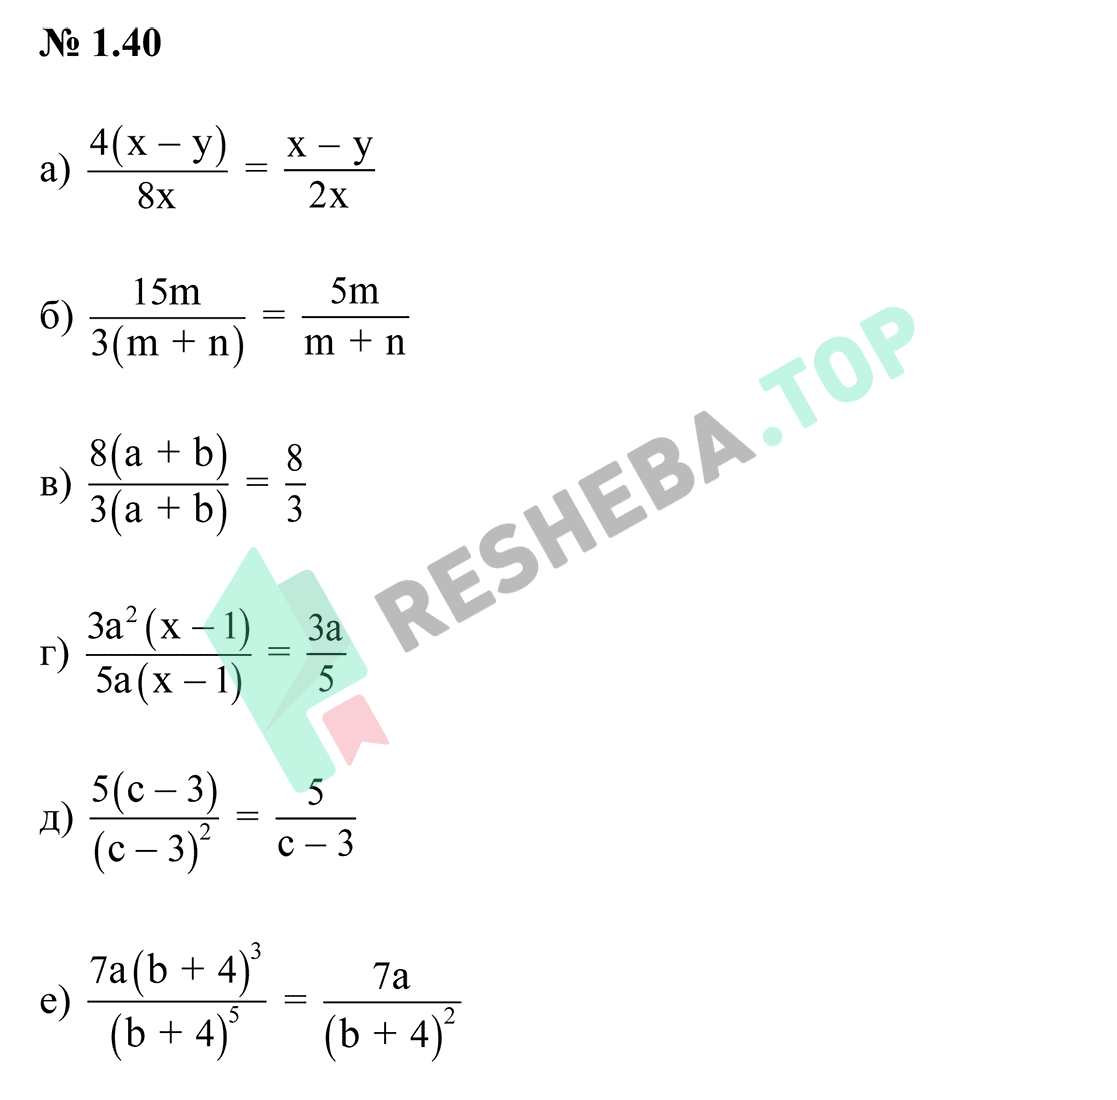 № 1.40
а) \frac{4(x – y)}{8x} = \frac{x – y}{2x}
б) \frac{15m}{3(m + n)} = \frac{5m}{m + n}
в) \frac{8(a + b)}{3(a + b)} = \frac{8}{3}
г) \frac{3a^2(x – 1)}{5a(x – 1)} = \frac{3a}{5}
д) \frac{5(c – 3)}{(c – 3)^2} = \frac{5}{c – 3}
е) \frac{7a(b + 4)^3}{(b + 4)^5} = \frac{7a}{(b + 4)^2}
RESHEBA.TOP